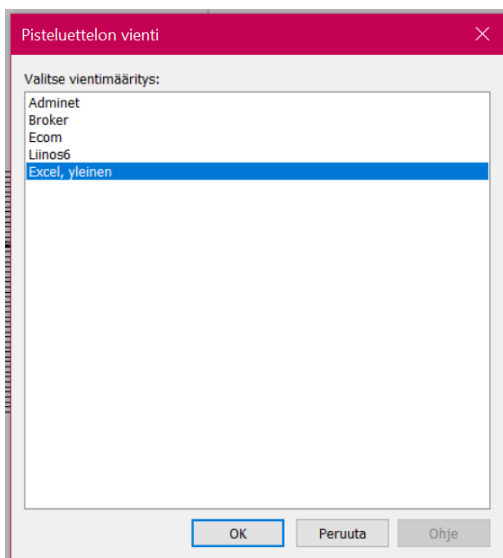 Pisteluettelon vienti
Valitse vientimääritys:
Adminet
Broker
Ecom
Liinos6
Excel, yleinen
OK
Peruuta
Ohje